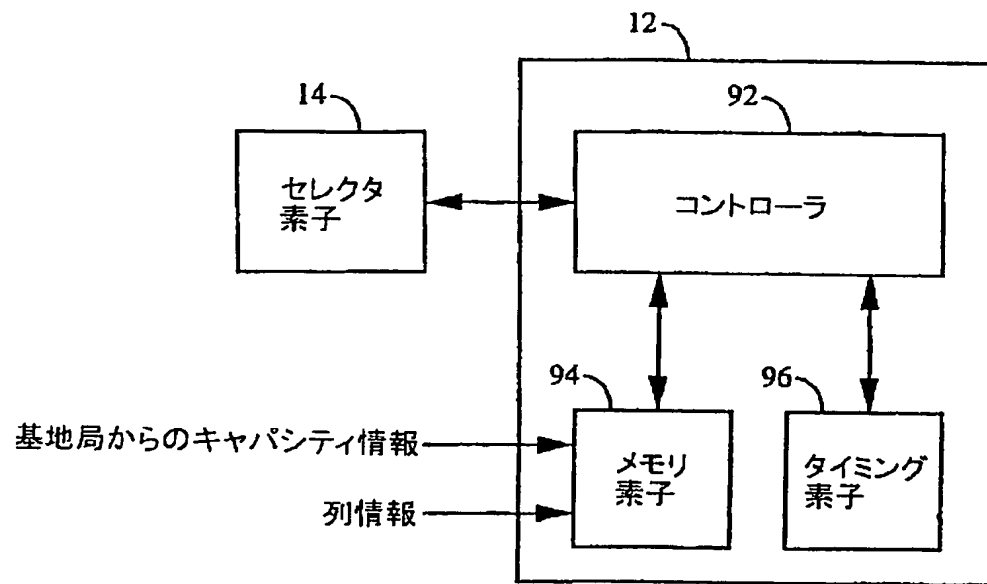 12
14
92
セレクタ
素子
コントローラ
94
96
基地局からのキャパシティ情報
メモリ
素子
タイミング
素子
列情報